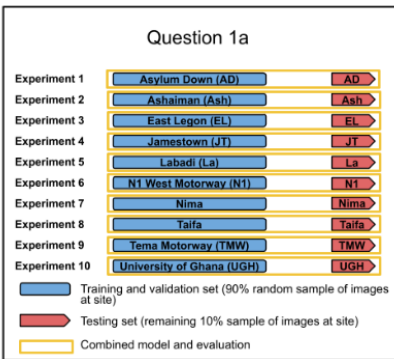 Question 1a
Experiment 1 Asylum Down (AD) AD
Experiment 2 Ashaiman (Ash) Ash
Experiment 3 East Legon (EL) EL
Experiment 4 Jamestown (JT) JT
Experiment 5 Labadi (La) La
Experiment 6 N1 West Motorway (N1) N1
Experiment 7 Nima Nima
Experiment 8 Taifa Taifa
Experiment 9 Tema Motorway (TMW) TMW
Experiment 10 University of Ghana (UGH) UGH
Training and validation set (90% random sample of images
at site)
Testing set (remaining 10% sample of images at site)
Combined model and evaluation